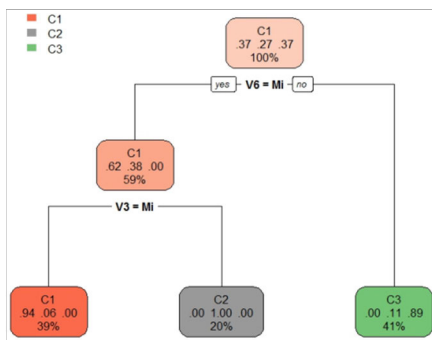 C1
C2
C3
C1
.37 .27 .37
100%
yes V6 = Mi no
C1
.62 .38 .00
59%
V3 = Mi
C1
.94 .06 .00
39%
C2
.00 1.00 .00
20%
C3
.00 .11 .89
41%